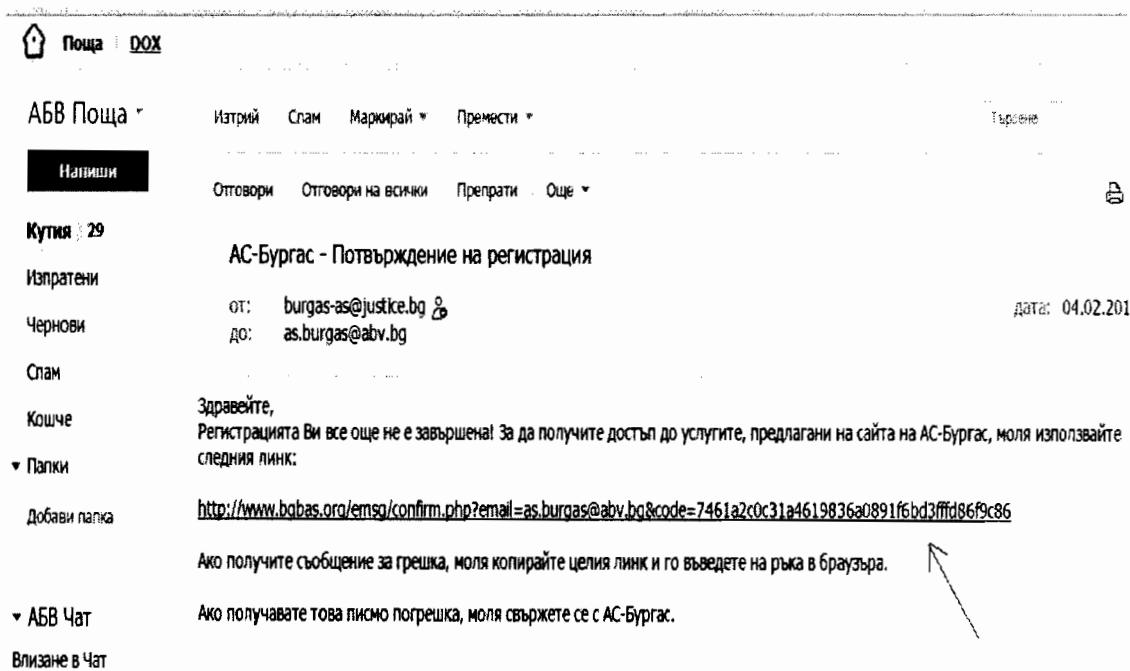 Поща DOX
АБВ Поща
Изтрий Спам Маркирай Премести Търсене
Напиши
Отговори Отговори на всички Препрати Още
Кутия 29
АС-Бургас - Потвърждение на регистрация
Изпратени
от: burgas-as@justice.bg дата: 04.02.201
до: as.burgas@abv.bg
Чернови
Спам
Здравейте,
Кошче
Регистрацията Ви все още не е завършена! За да получите достъп до услугите, предлагани на сайта на АС-Бургас, моля използвайте
следния линк:
Папки
http://www.bgbas.org/emsg/confirm.php?email=as.burgas@abv.bg&code=7461a2c0c31a4619836a0891f6bd3fffd86f9c86
Добави папка
Ако получите съобщение за грешка, моля копирайте целия линк и го въведете на ръка в браузъра.
АБВ Чат
Ако получавате това писмо погрешка, моля свържете се с АС-Бургас.
Влизане в Чат